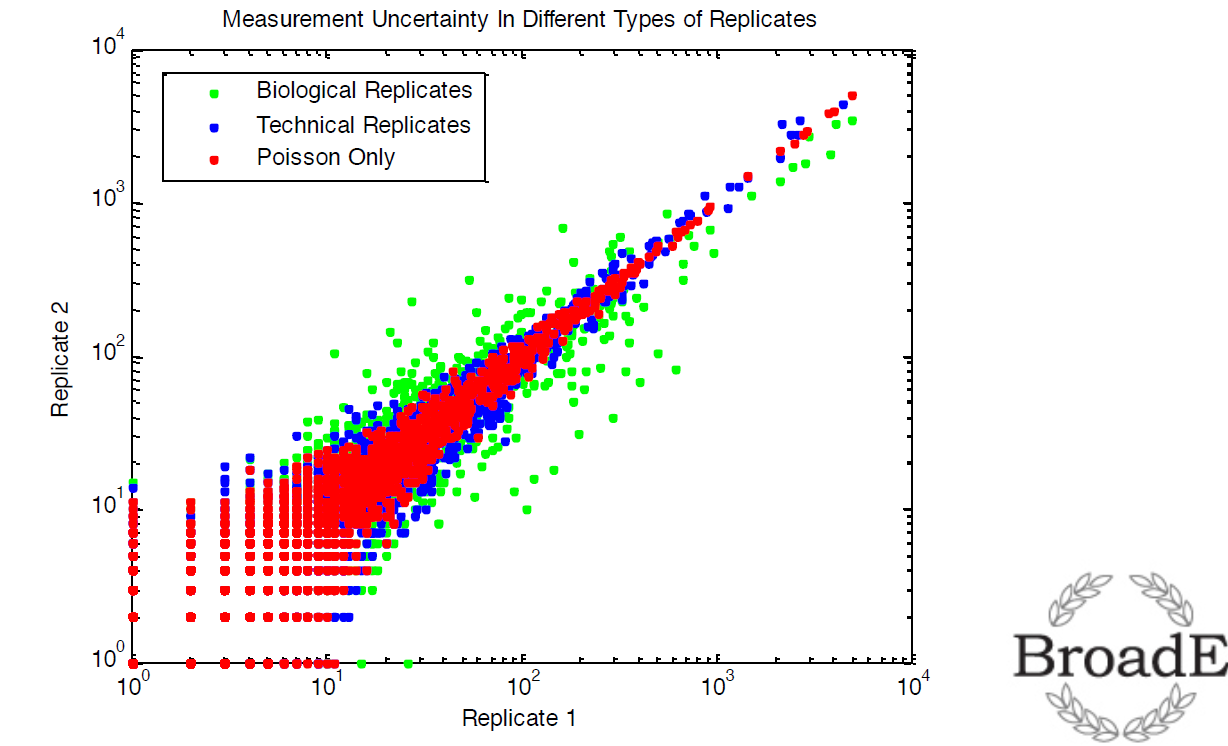 Measurement Uncertainty In Different Types of Replicates
10^4
Biological Replicates
Technical Replicates
Poisson Only
10^3
Replicate 2
10^2
10^1
10^0
10^0 10^1 10^2 10^3 10^4
Replicate 1
BroadE